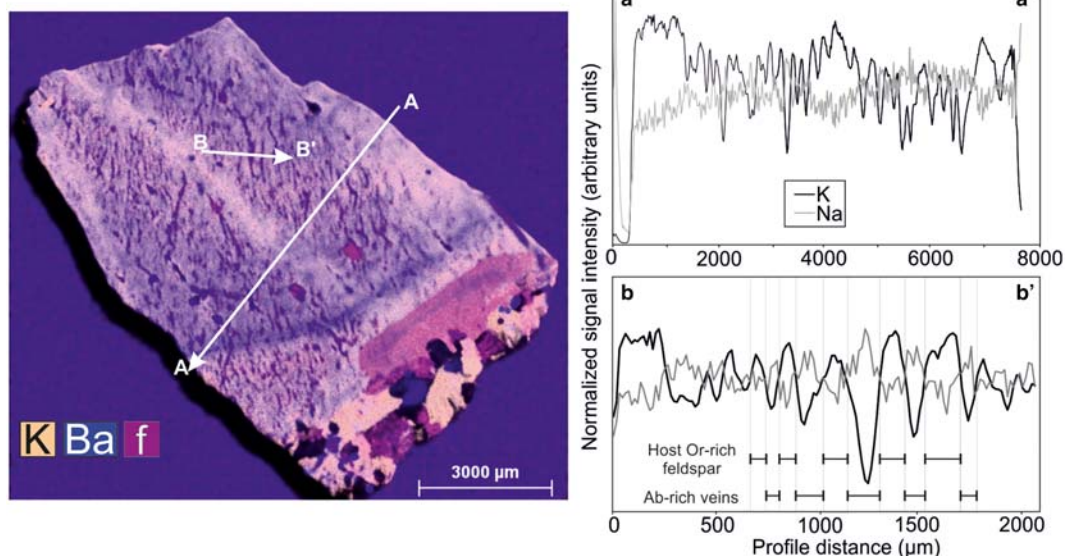 A
B
B'
A'
K Ba f
3000 µm
Normalized signal intensity (arbitrary units)
a
a'
K
Na
0
2000
4000
6000
8000
b
b'
Host Or-rich
feldspar
Ab-rich veins
0
500
1000
1500
2000
Profile distance (µm)